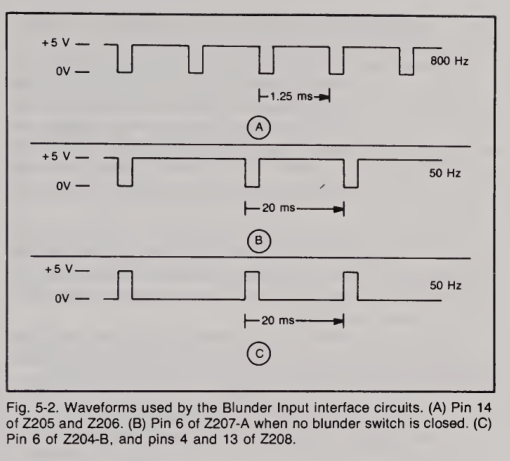 +5 V
0V
800 Hz
1.25 ms
A
+5 V
0V
50 Hz
20 ms
B
+5 V
0V
50 Hz
20 ms
C
Fig. 5-2. Waveforms used by the Blunder Input interface circuits. (A) Pin 14
of Z205 and Z206. (B) Pin 6 of Z207-A when no blunder switch is closed. (C)
Pin 6 of Z204-B, and pins 4 and 13 of Z208.